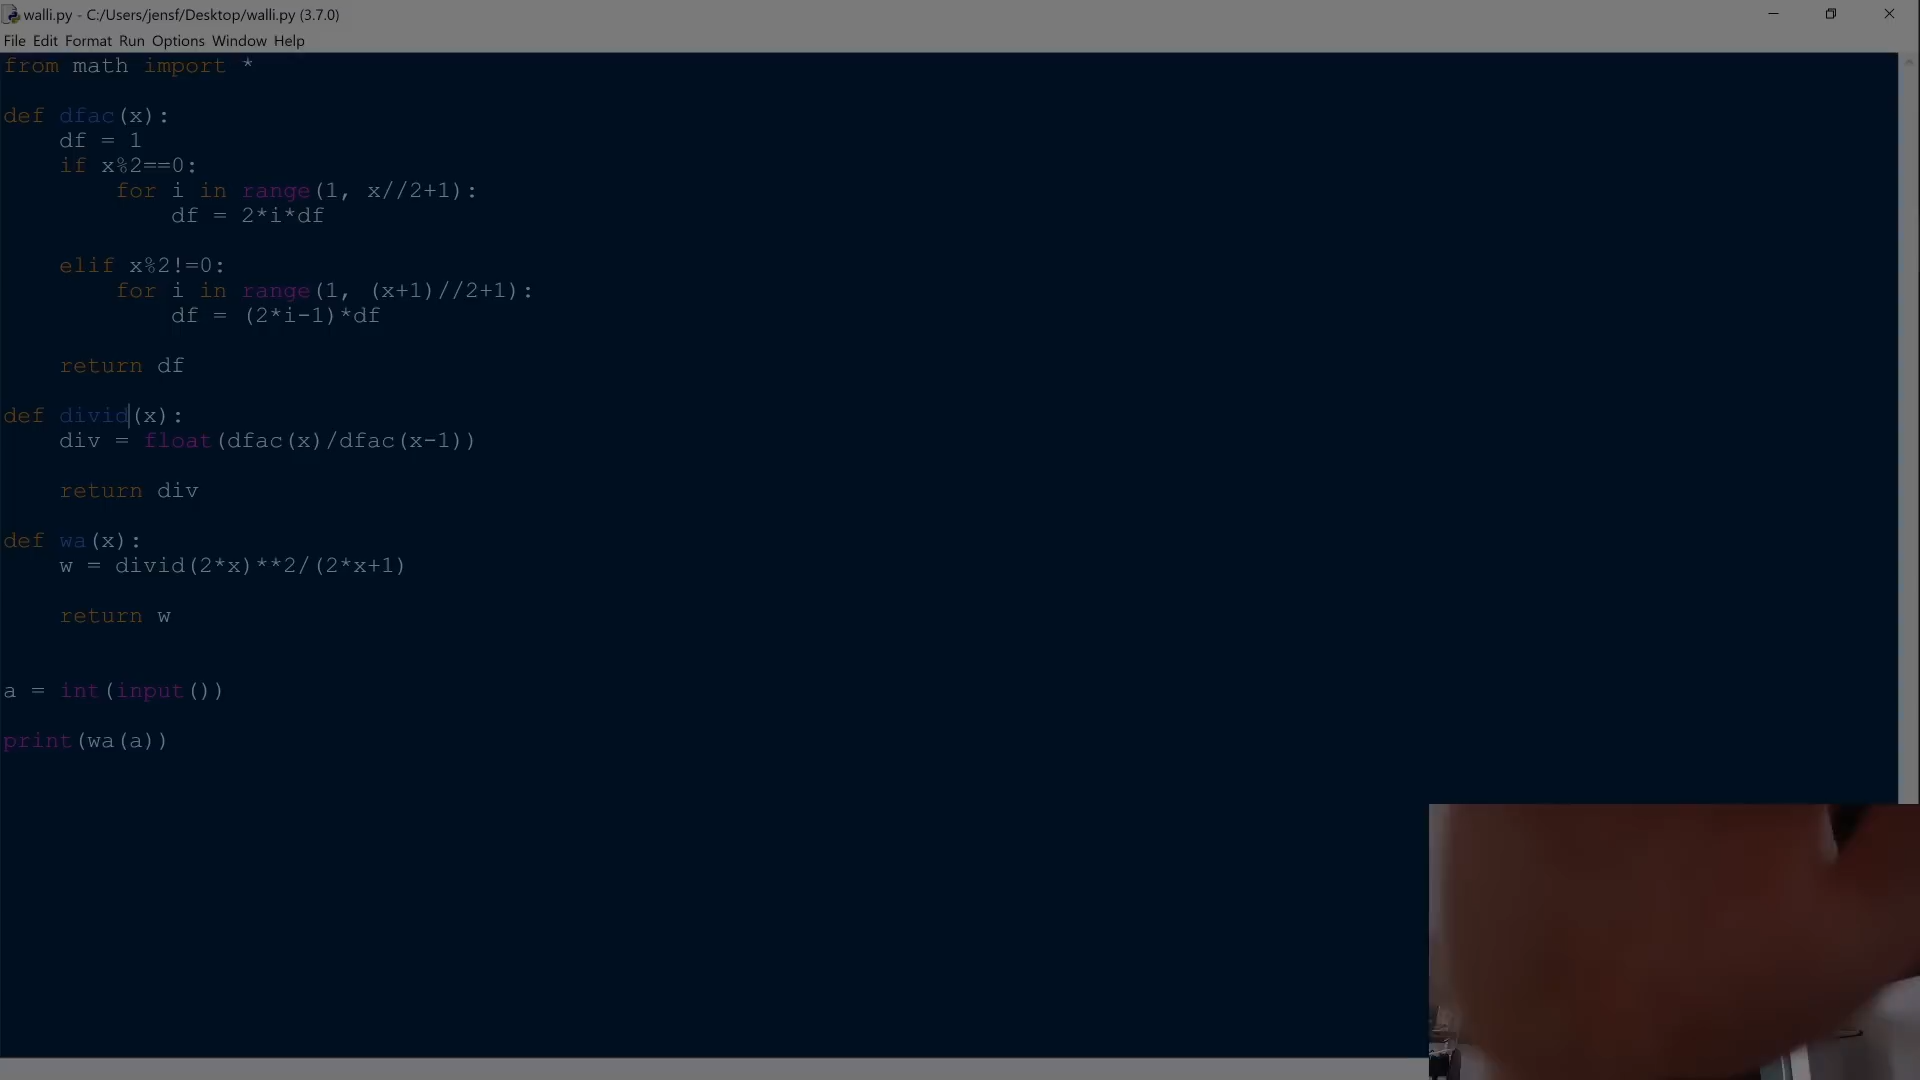 walli.py - C:/Users/jensf/Desktop/walli.py (3.7.0)
File Edit Format Run Options Window Help
from math import *
def dfac(x):
    df = 1
    if x%2==0:
        for i in range(1, x//2+1):
            df = 2*i*df
    elif x%2!=0:
        for i in range(1, (x+1)//2+1):
            df = (2*i-1)*df
    return df
def divid(x):
    div = float(dfac(x)/dfac(x-1))
    return div
def wa(x):
    w = divid(2*x)**2/(2*x+1)
    return w
a = int(input())
print(wa(a))